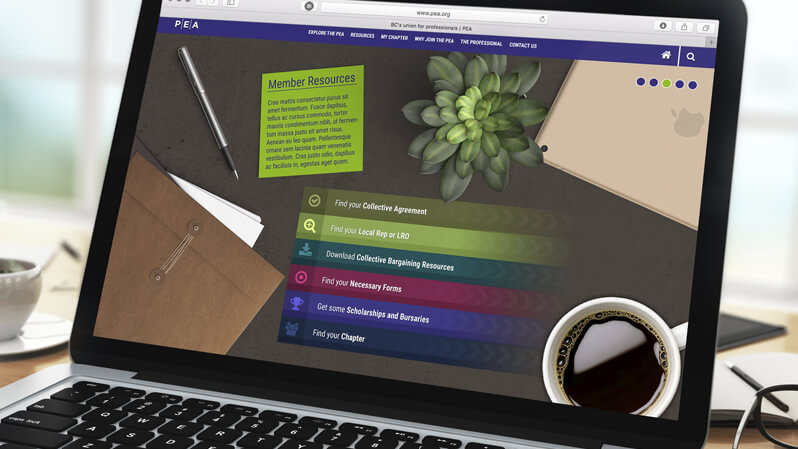 www.pea.org
BC's union for professionals | PEA
PEA
EXPLORE THE PEA RESOURCES MY CHAPTER WHY JOIN THE PEA THE PROFESSIONAL CONTACT US
Member Resources
Cras mattis consectetur purus sit
amet fermentum. Fusce dapibus,
tellus ac cursus commodo, tortor
mauris condimentum nibh, ut fermen-
tum massa justo sit amet risus.
Aenean eu leo quam. Pellentesque
ornare sem lacinia quam venenatis
vestibulum. Cras justo odio, dapibus
ac facilisis in, egestas eget quam.
Find your Collective Agreement
Find your Local Rep or LRO
Download Collective Bargaining Resources
Find your Necessary Forms
Get some Scholarships and Bursaries
Find your Chapter
caps lock
Q W E R T Y U
A S